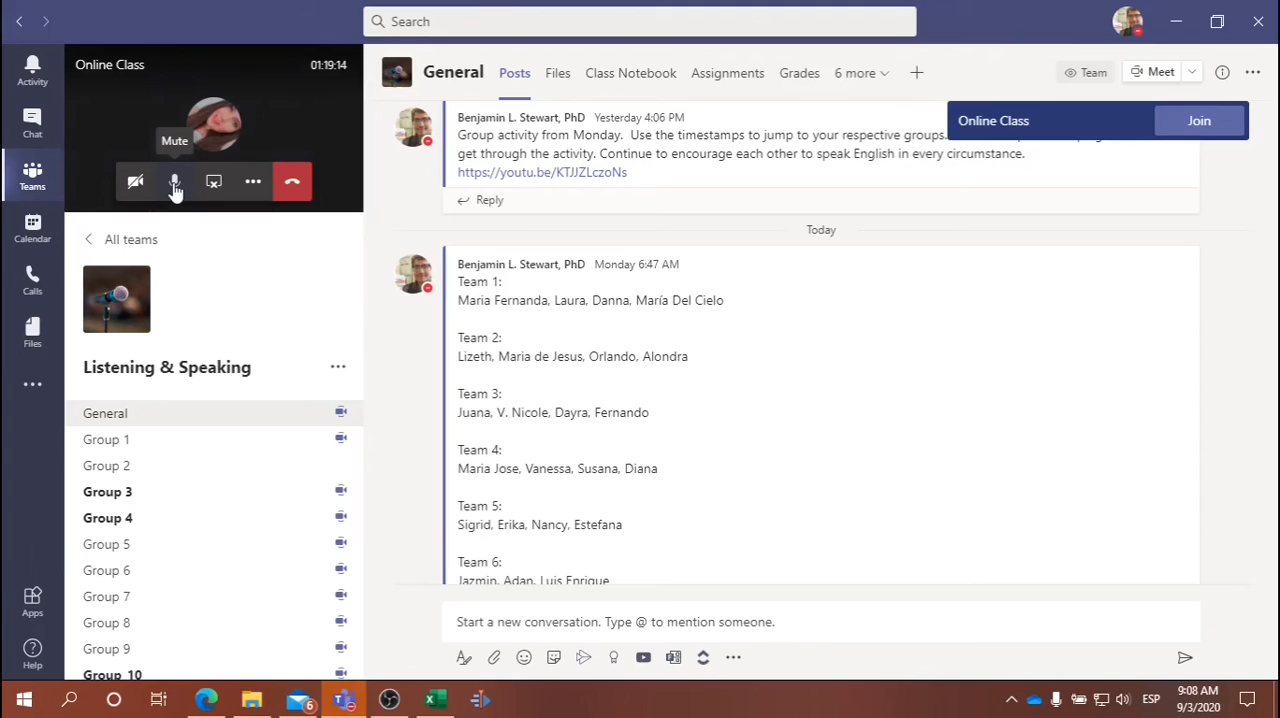 Search
Activity
Chat
Teams
Calendar
Calls
Files
Apps
Help
Online Class
01:19:14
Mute
All teams
Listening & Speaking
General
Group 1
Group 2
Group 3
Group 4
Group 5
Group 6
Group 7
Group 8
Group 9
Group 10
General
Posts
Files
Class Notebook
Assignments
Grades
6 more
Team
Meet
Online Class
Join
Benjamin L. Stewart, PhD Yesterday 4:06 PM
Group activity from Monday. Use the timestamps to jump to your respective groups.
get through the activity. Continue to encourage each other to speak English in every circumstance.
https://youtu.be/KTJJZLczoNs
Reply
Today
Benjamin L. Stewart, PhD Monday 6:47 AM
Team 1:
Maria Fernanda, Laura, Danna, María Del Cielo
Team 2:
Lizeth, Maria de Jesus, Orlando, Alondra
Team 3:
Juana, V. Nicole, Dayra, Fernando
Team 4:
Maria Jose, Vanessa, Susana, Diana
Team 5:
Sigrid, Erika, Nancy, Estefana
Team 6:
Jazmin, Adan, Luis Enrique
Start a new conversation. Type @ to mention someone.
6
ESP
9:08 AM
9/3/2020